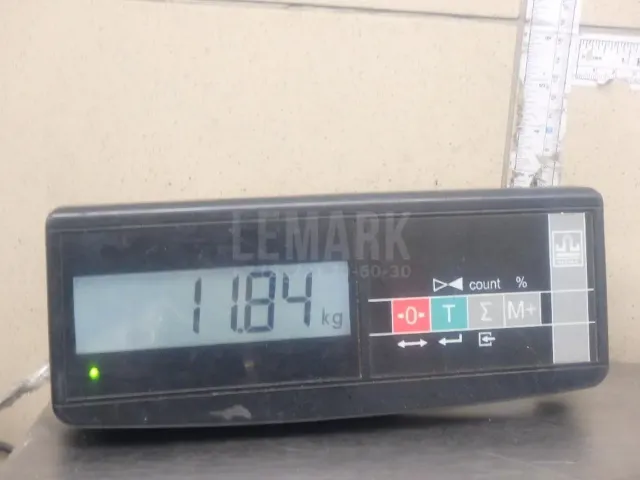 LEMARK
11.84 kg
count %
→0← T Σ M+